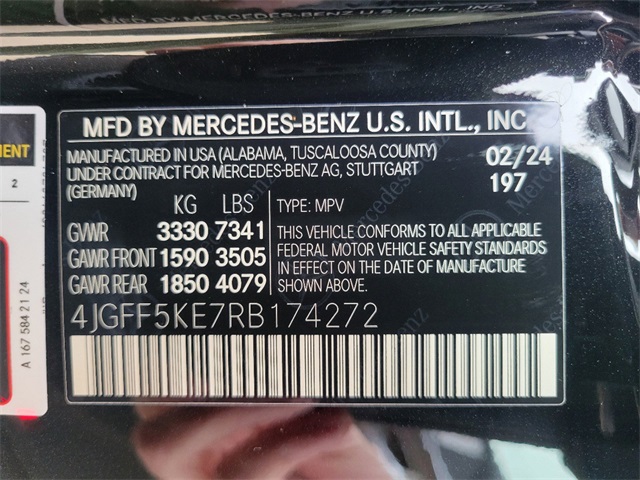 MFD BY MERCEDES-BENZ U.S. INTL., INC
MANUFACTURED IN USA (ALABAMA, TUSCALOOSA COUNTY) 02/24
UNDER CONTRACT FOR MERCEDES-BENZ AG, STUTTGART 197
(GERMANY)
KG LBS TYPE: MPV
GVWR 3330 7341
GAWR FRONT 1590 3505
GAWR REAR 1850 4079
THIS VEHICLE CONFORMS TO ALL APPLICABLE
FEDERAL MOTOR VEHICLE SAFETY STANDARDS
IN EFFECT ON THE DATE OF MANUFACTURE
SHOWN ABOVE.
4JGFF5KE7RB174272
2
A 167 584 21 24